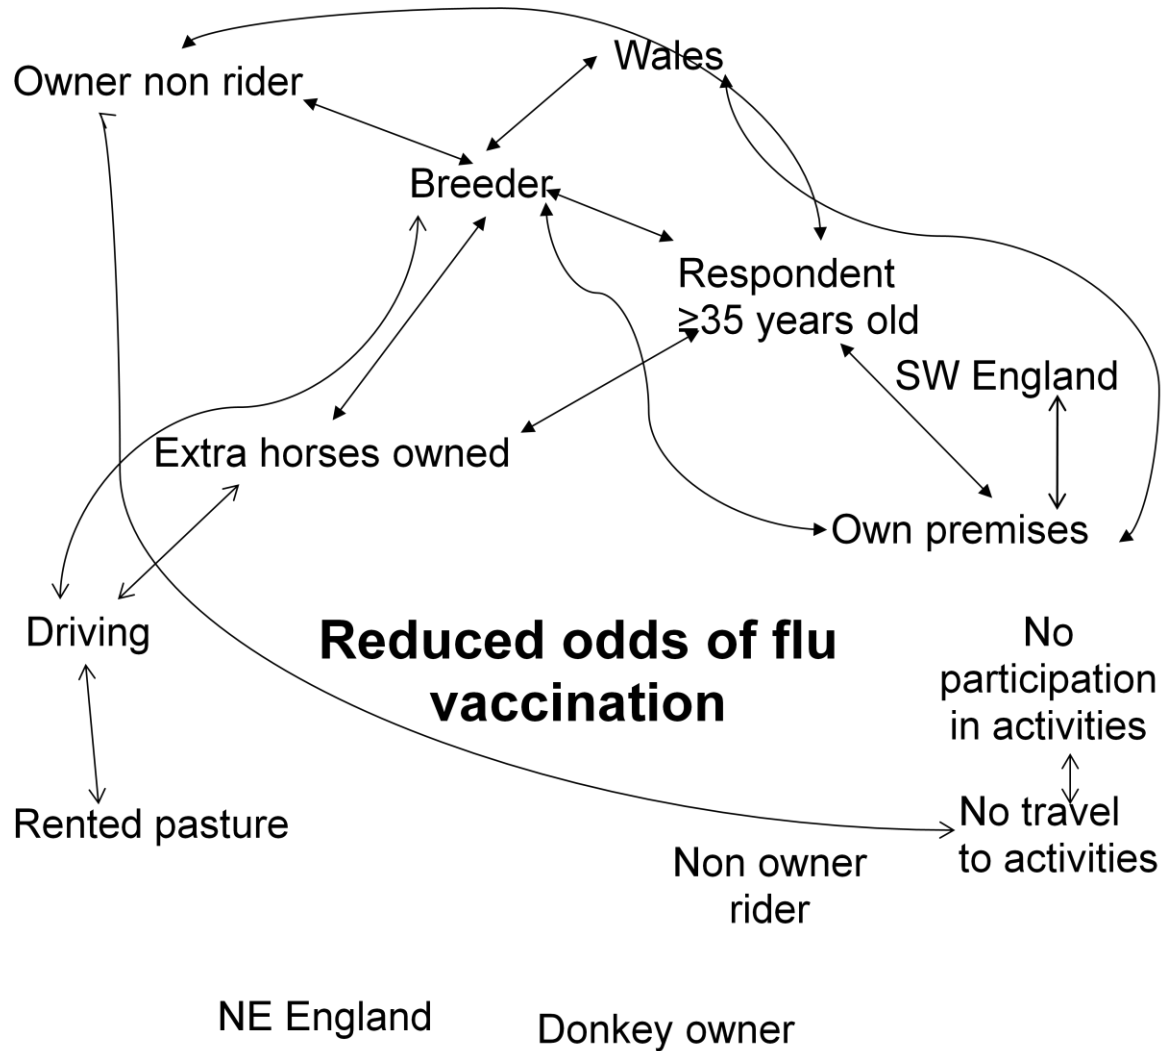 Wales
Owner non rider
Breeder
Respondent
≥35 years old
SW England
Extra horses owned
Own premises
Driving
Reduced odds of flu
vaccination
No
participation
in activities
Rented pasture
No travel
to activities
Non owner
rider
NE England
Donkey owner